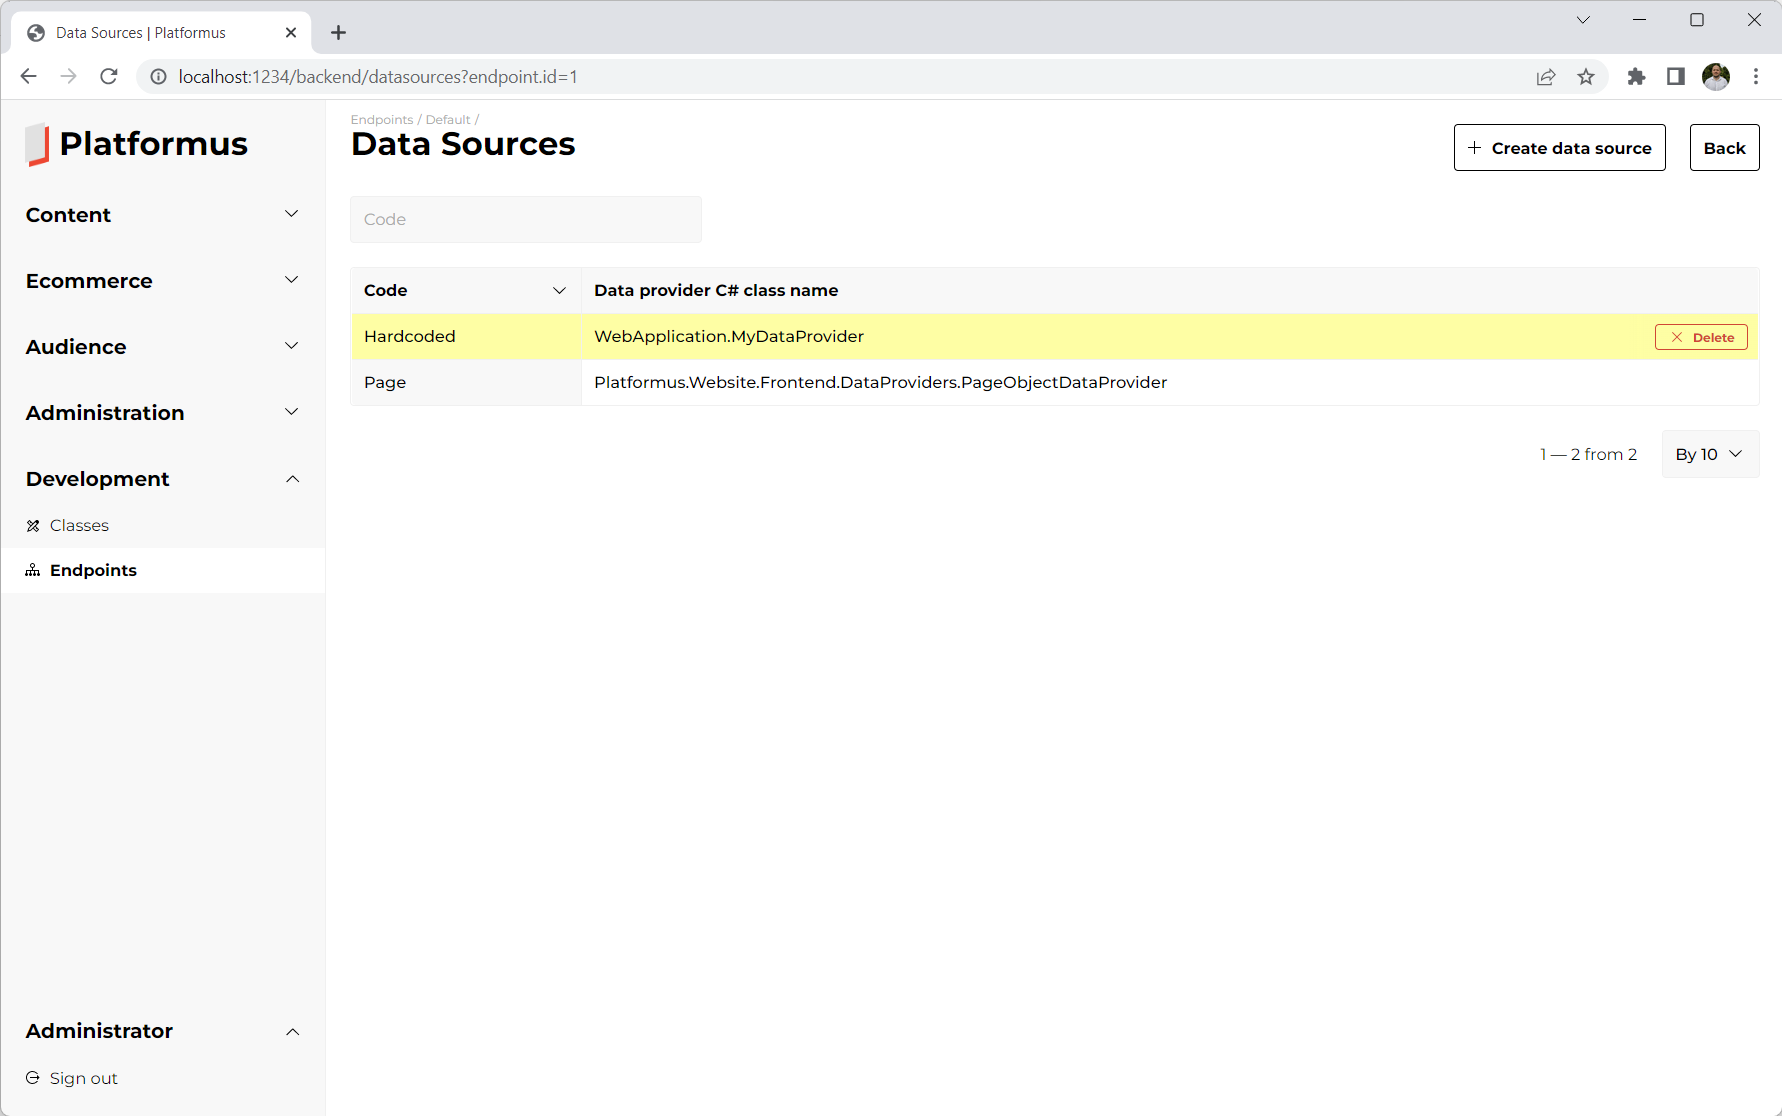 Data Sources | Platformus
localhost:1234/backend/datasources?endpoint.id=1
Platformus
Content
Ecommerce
Audience
Administration
Development
Classes
Endpoints
Administrator
Sign out
Endpoints / Default /
Data Sources
Create data source
Back
Code
Code Data provider C# class name
Hardcoded WebApplication.MyDataProvider Delete
Page Platformus.Website.Frontend.DataProviders.PageObjectDataProvider
1 — 2 from 2 By 10